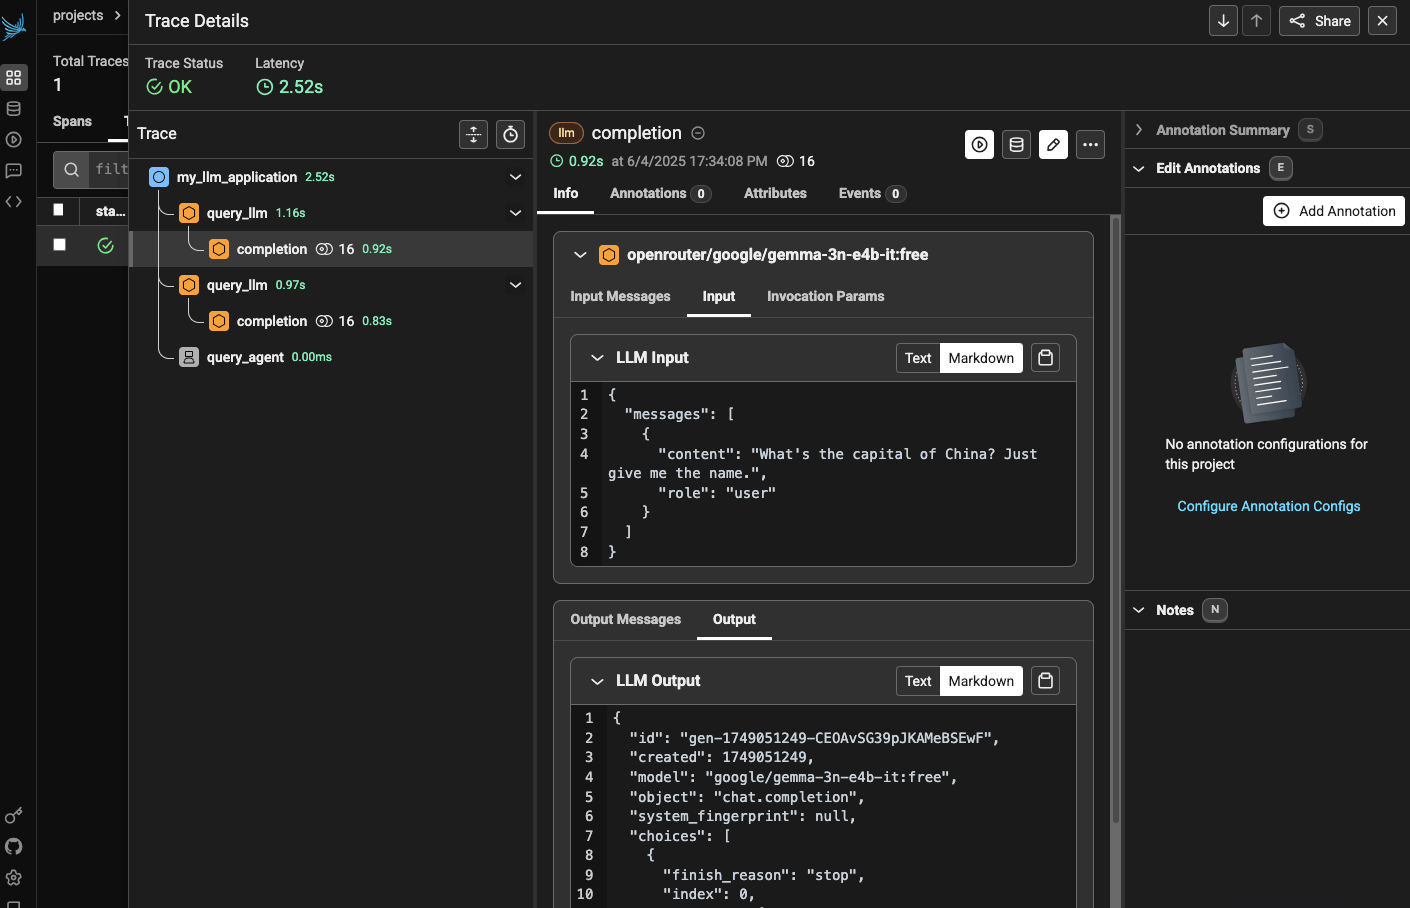 projects
Trace Details
Share
Total Traces
1
Trace Status
OK
Latency
2.52s
Spans
filt
sta...
Trace
my_llm_application 2.52s
query_llm 1.16s
completion 16 0.92s
query_llm 0.97s
completion 16 0.83s
query_agent 0.00ms
llm completion
0.92s at 6/4/2025 17:34:08 PM 16
Info Annotations 0 Attributes Events 0
openrouter/google/gemma-3n-e4b-it:free
Input Messages Input Invocation Params
LLM Input Text Markdown
1 {
2 "messages": [
3 {
4 "content": "What's the capital of China? Just
give me the name.",
5 "role": "user"
6 }
7 ]
8 }
Output Messages Output
LLM Output Text Markdown
1 {
2 "id": "gen-1749051249-CEOAvSG39pJKAMeBSEwF",
3 "created": 1749051249,
4 "model": "google/gemma-3n-e4b-it:free",
5 "object": "chat.completion",
6 "system_fingerprint": null,
7 "choices": [
8 {
9 "finish_reason": "stop",
10 "index": 0,
Annotation Summary S
Edit Annotations E
Add Annotation
No annotation configurations for
this project
Configure Annotation Configs
Notes N